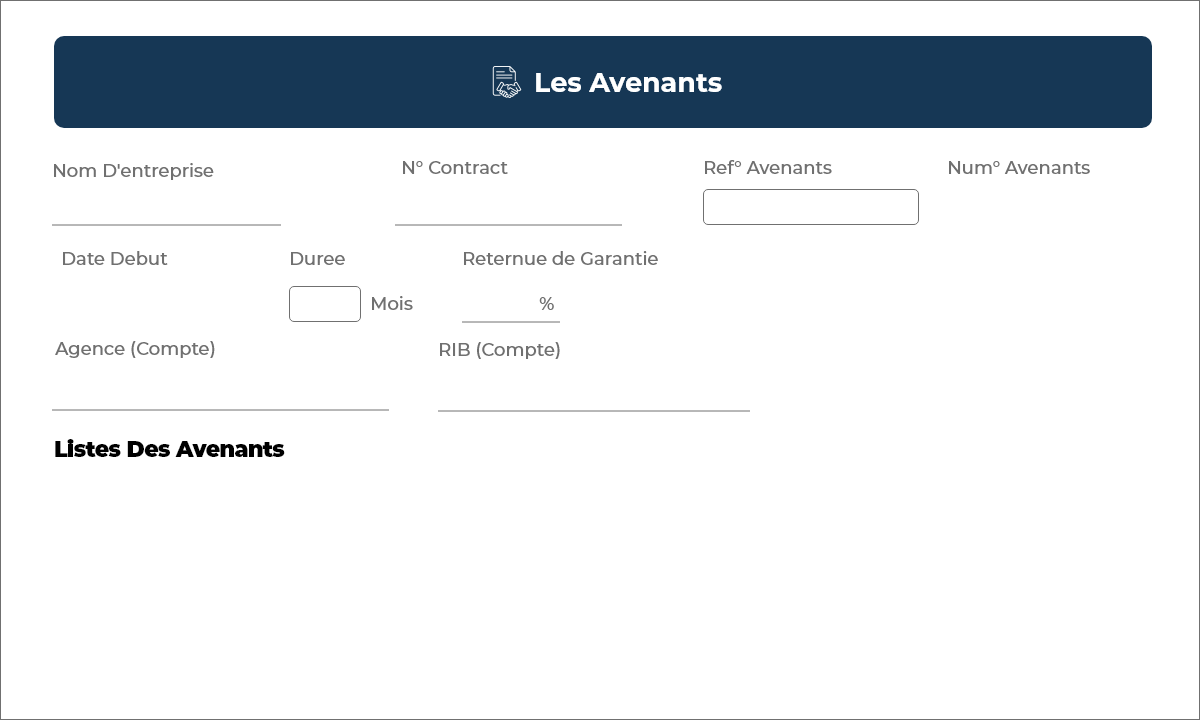 Les Avenants
Nom D'entreprise
N° Contract
Ref° Avenants
Num° Avenants
Date Debut
Duree
Reternue de Garantie
Mois
%
Agence (Compte)
RIB (Compte)
Listes Des Avenants